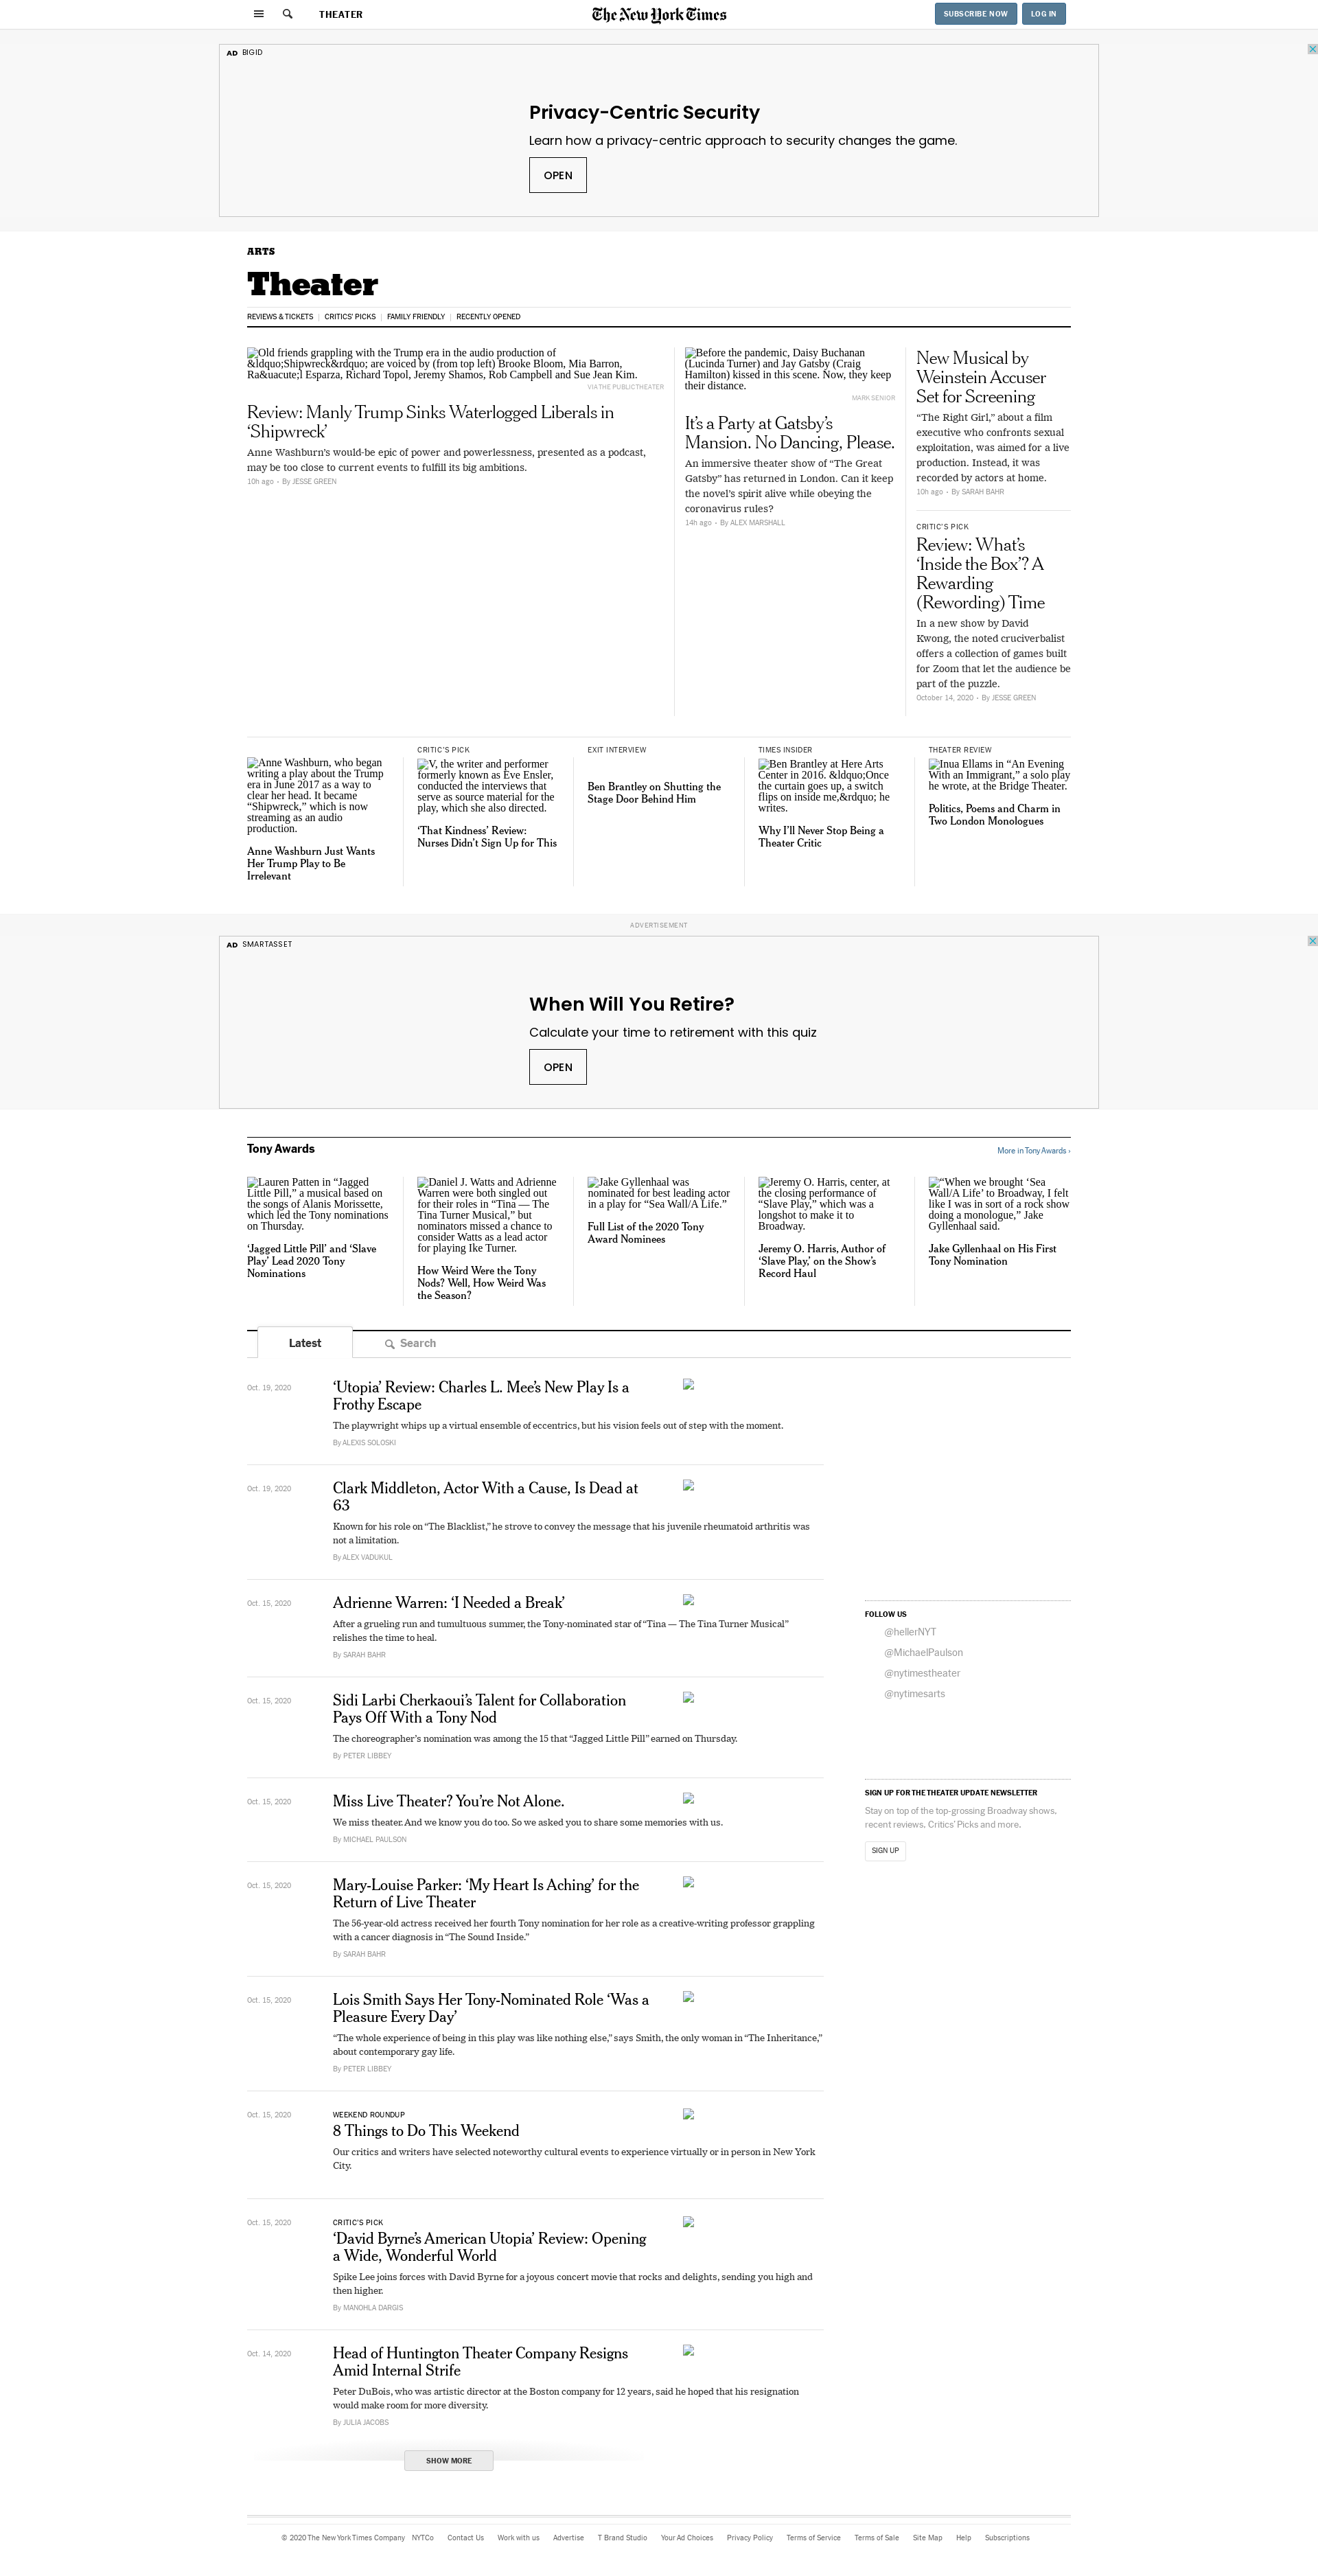 THEATER
The New York Times
SUBSCRIBE NOW
LOG IN
AD BIGID
Privacy-Centric Security
Learn how a privacy-centric approach to security changes the game.
OPEN
ARTS
Theater
REVIEWS & TICKETS | CRITICS' PICKS | FAMILY FRIENDLY | RECENTLY OPENED
Old friends grappling with the Trump era in the audio production of
&ldquo;Shipwreck&rdquo; are voiced by (from top left) Brooke Bloom, Mia Barron,
Ra&uacute;l Esparza, Richard Topol, Jeremy Shamos, Rob Campbell and Sue Jean Kim.
VIA THE PUBLIC THEATER
Review: Manly Trump Sinks Waterlogged Liberals in
‘Shipwreck’
Anne Washburn’s would-be epic of power and powerlessness, presented as a podcast,
may be too close to current events to fulfill its big ambitions.
10h ago • By JESSE GREEN
Before the pandemic, Daisy Buchanan
(Lucinda Turner) and Jay Gatsby (Craig
Hamilton) kissed in this scene. Now, they keep
their distance.
MARK SENIOR
It’s a Party at Gatsby’s
Mansion. No Dancing, Please.
An immersive theater show of “The Great
Gatsby” has returned in London. Can it keep
the novel’s spirit alive while obeying the
coronavirus rules?
14h ago • By ALEX MARSHALL
New Musical by
Weinstein Accuser
Set for Screening
“The Right Girl,” about a film
executive who confronts sexual
exploitation, was aimed for a live
production. Instead, it was
recorded by actors at home.
10h ago • By SARAH BAHR
CRITIC’S PICK
Review: What’s
‘Inside the Box’? A
Rewarding
(Rewording) Time
In a new show by David
Kwong, the noted cruciverbalist
offers a collection of games built
for Zoom that let the audience be
part of the puzzle.
October 14, 2020 • By JESSE GREEN
Anne Washburn, who began
writing a play about the Trump
era in June 2017 as a way to
clear her head. It became
“Shipwreck,” which is now
streaming as an audio
production.
Anne Washburn Just Wants
Her Trump Play to Be
Irrelevant
CRITIC’S PICK
V, the writer and performer
formerly known as Eve Ensler,
conducted the interviews that
serve as source material for the
play, which she also directed.
‘That Kindness’ Review:
Nurses Didn’t Sign Up for This
EXIT INTERVIEW
Ben Brantley on Shutting the
Stage Door Behind Him
TIMES INSIDER
Ben Brantley at Here Arts
Center in 2016. &ldquo;Once
the curtain goes up, a switch
flips on inside me,&rdquo; he
writes.
Why I’ll Never Stop Being a
Theater Critic
THEATER REVIEW
Inua Ellams in “An Evening
With an Immigrant,” a solo play
he wrote, at the Bridge Theater.
Politics, Poems and Charm in
Two London Monologues
ADVERTISEMENT
AD SMARTASSET
When Will You Retire?
Calculate your time to retirement with this quiz
OPEN
Tony Awards
More in Tony Awards ›
Lauren Patten in “Jagged
Little Pill,” a musical based on
the songs of Alanis Morissette,
which led the Tony nominations
on Thursday.
‘Jagged Little Pill’ and ‘Slave
Play’ Lead 2020 Tony
Nominations
Daniel J. Watts and Adrienne
Warren were both singled out
for their roles in “Tina — The
Tina Turner Musical,” but
nominators missed a chance to
consider Watts as a lead actor
for playing Ike Turner.
How Weird Were the Tony
Nods? Well, How Weird Was
the Season?
Jake Gyllenhaal was
nominated for best leading actor
in a play for “Sea Wall/A Life.”
Full List of the 2020 Tony
Award Nominees
Jeremy O. Harris, center, at
the closing performance of
“Slave Play,” which was a
longshot to make it to
Broadway.
Jeremy O. Harris, Author of
‘Slave Play,’ on the Show’s
Record Haul
“When we brought ‘Sea
Wall/A Life’ to Broadway, I felt
like I was in sort of a rock show
doing a monologue,” Jake
Gyllenhaal said.
Jake Gyllenhaal on His First
Tony Nomination
Latest
Search
Oct. 19, 2020
‘Utopia’ Review: Charles L. Mee’s New Play Is a
Frothy Escape
The playwright whips up a virtual ensemble of eccentrics, but his vision feels out of step with the moment.
By ALEXIS SOLOSKI
Oct. 19, 2020
Clark Middleton, Actor With a Cause, Is Dead at
63
Known for his role on “The Blacklist,” he strove to convey the message that his juvenile rheumatoid arthritis was
not a limitation.
By ALEX VADUKUL
Oct. 15, 2020
Adrienne Warren: ‘I Needed a Break’
After a grueling run and tumultuous summer, the Tony-nominated star of “Tina — The Tina Turner Musical”
relishes the time to heal.
By SARAH BAHR
Oct. 15, 2020
Sidi Larbi Cherkaoui’s Talent for Collaboration
Pays Off With a Tony Nod
The choreographer’s nomination was among the 15 that “Jagged Little Pill” earned on Thursday.
By PETER LIBBEY
Oct. 15, 2020
Miss Live Theater? You’re Not Alone.
We miss theater. And we know you do too. So we asked you to share some memories with us.
By MICHAEL PAULSON
Oct. 15, 2020
Mary-Louise Parker: ‘My Heart Is Aching’ for the
Return of Live Theater
The 56-year-old actress received her fourth Tony nomination for her role as a creative-writing professor grappling
with a cancer diagnosis in “The Sound Inside.”
By SARAH BAHR
Oct. 15, 2020
Lois Smith Says Her Tony-Nominated Role ‘Was a
Pleasure Every Day’
“The whole experience of being in this play was like nothing else,” says Smith, the only woman in “The Inheritance,”
about contemporary gay life.
By PETER LIBBEY
Oct. 15, 2020
WEEKEND ROUNDUP
8 Things to Do This Weekend
Our critics and writers have selected noteworthy cultural events to experience virtually or in person in New York
City.
Oct. 15, 2020
CRITIC’S PICK
‘David Byrne’s American Utopia’ Review: Opening
a Wide, Wonderful World
Spike Lee joins forces with David Byrne for a joyous concert movie that rocks and delights, sending you high and
then higher.
By MANOHLA DARGIS
Oct. 14, 2020
Head of Huntington Theater Company Resigns
Amid Internal Strife
Peter DuBois, who was artistic director at the Boston company for 12 years, said he hoped that his resignation
would make room for more diversity.
By JULIA JACOBS
SHOW MORE
FOLLOW US
@hellerNYT
@MichaelPaulson
@nytimestheater
@nytimesarts
SIGN UP FOR THE THEATER UPDATE NEWSLETTER
Stay on top of the top-grossing Broadway shows,
recent reviews, Critics’ Picks and more.
SIGN UP
© 2020 The New York Times Company NYTCo Contact Us Work with us Advertise T Brand Studio Your Ad Choices Privacy Policy Terms of Service Terms of Sale Site Map Help Subscriptions